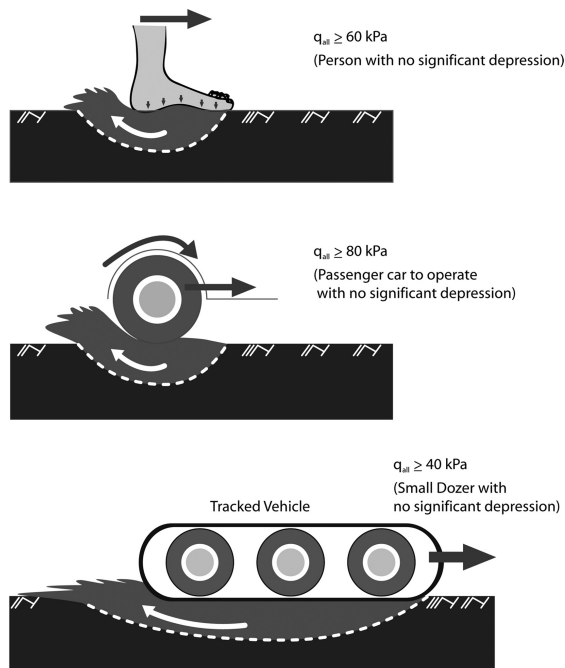 qall ≥ 60 kPa
(Person with no significant depression)
qall ≥ 80 kPa
(Passenger car to operate
with no significant depression)
qall ≥ 40 kPa
(Small Dozer with
no significant depression)
Tracked Vehicle